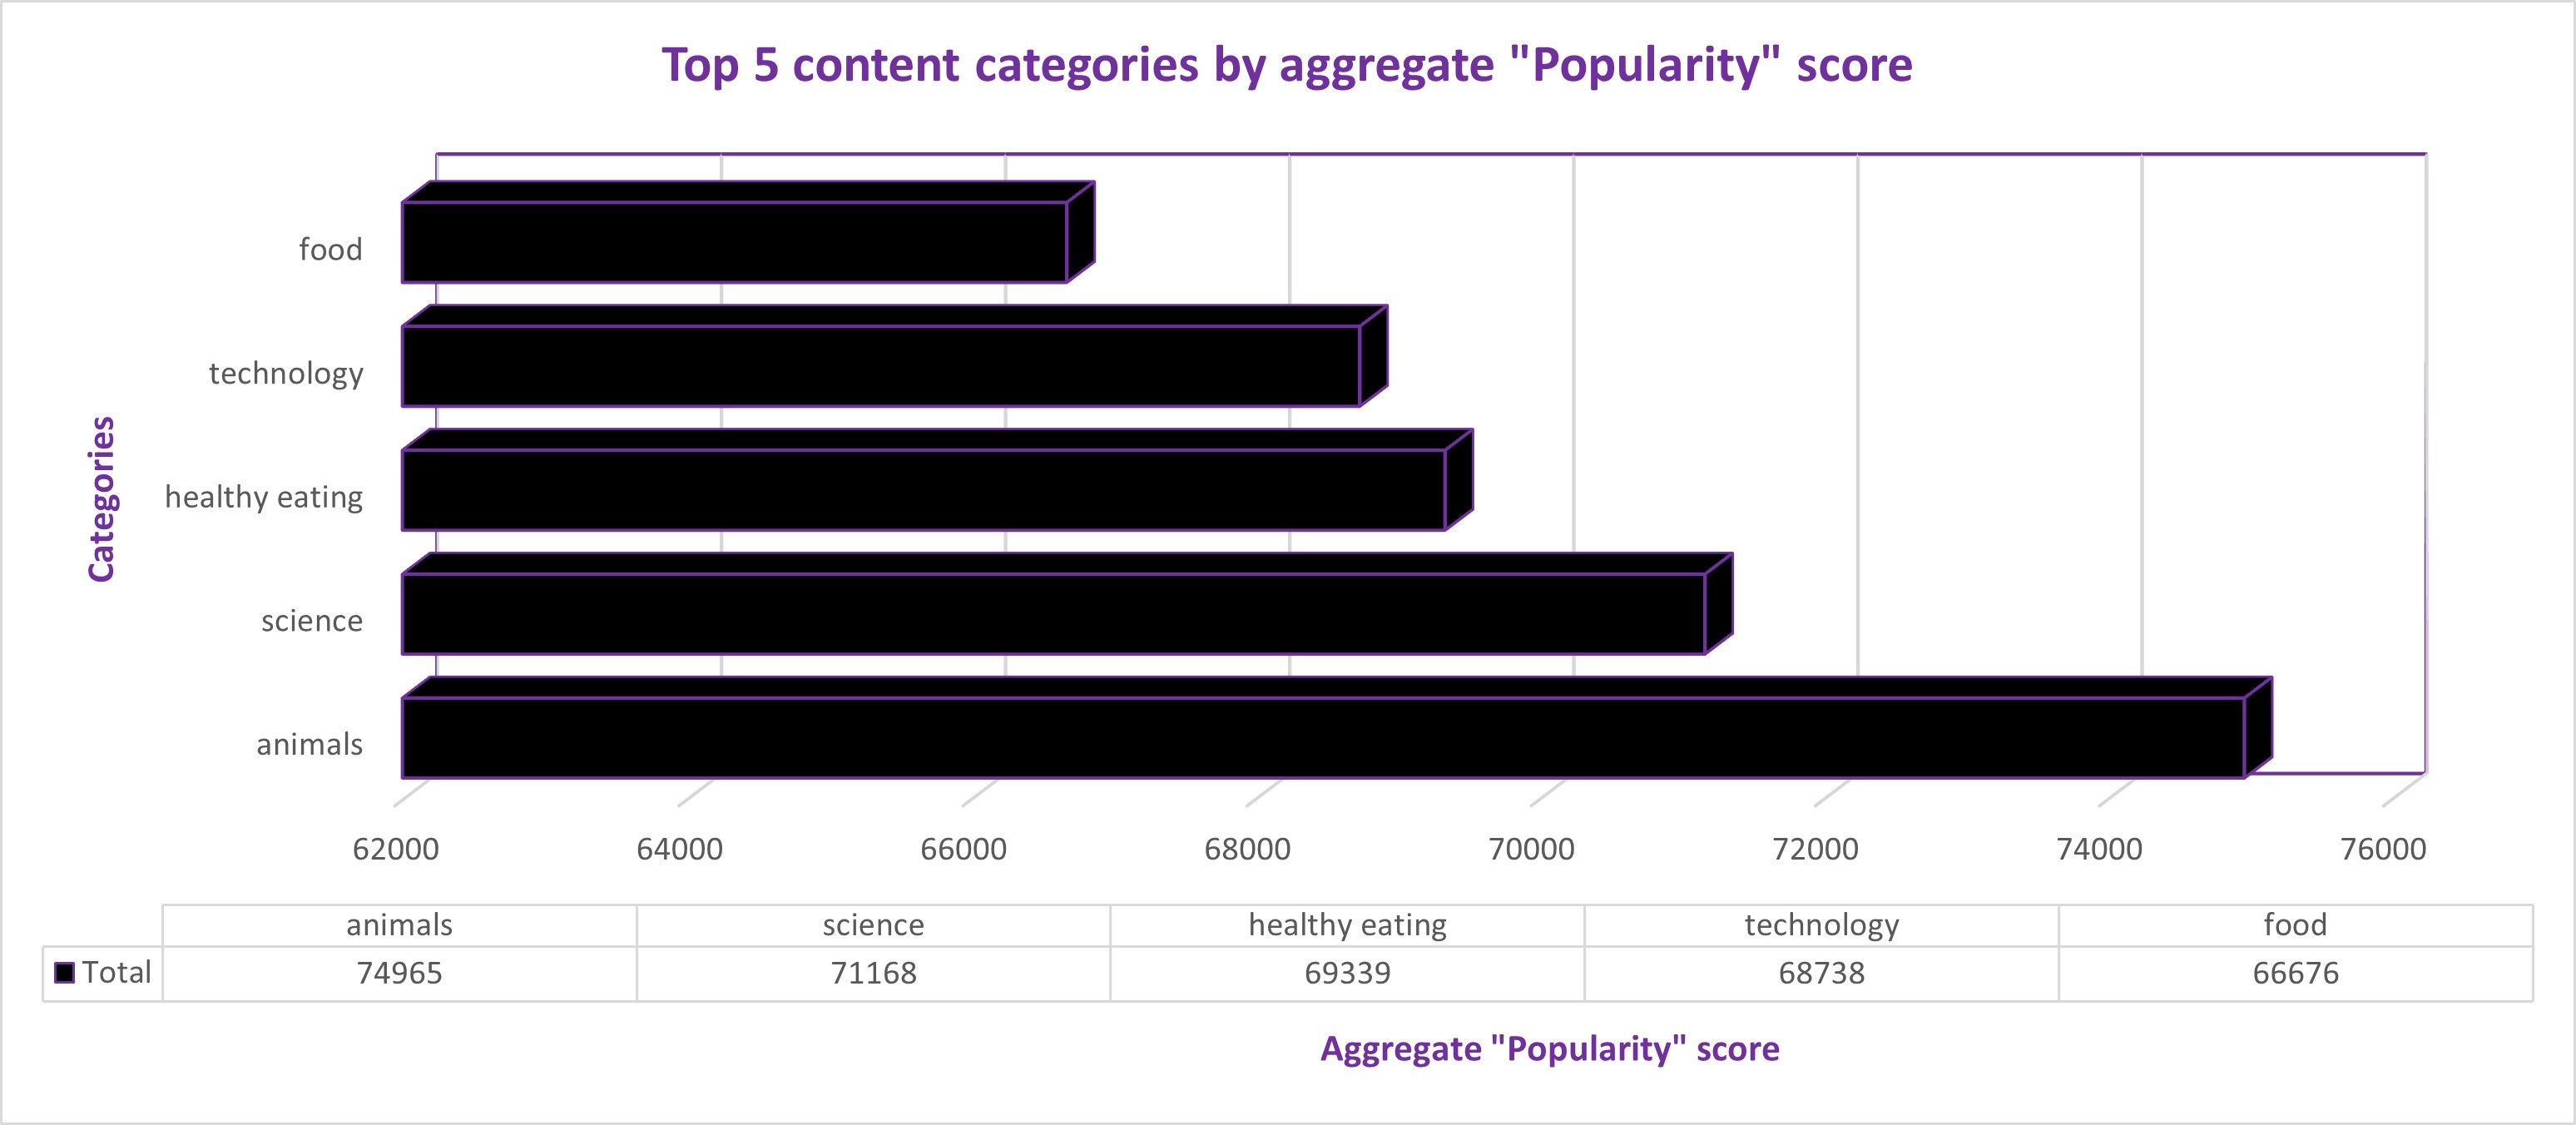 Top 5 content categories by aggregate "Popularity" score
Categories
food
technology
healthy eating
science
animals
62000 64000 66000 68000 70000 72000 74000 76000
animals science healthy eating technology food
Total 74965 71168 69339 68738 66676
Aggregate "Popularity" score